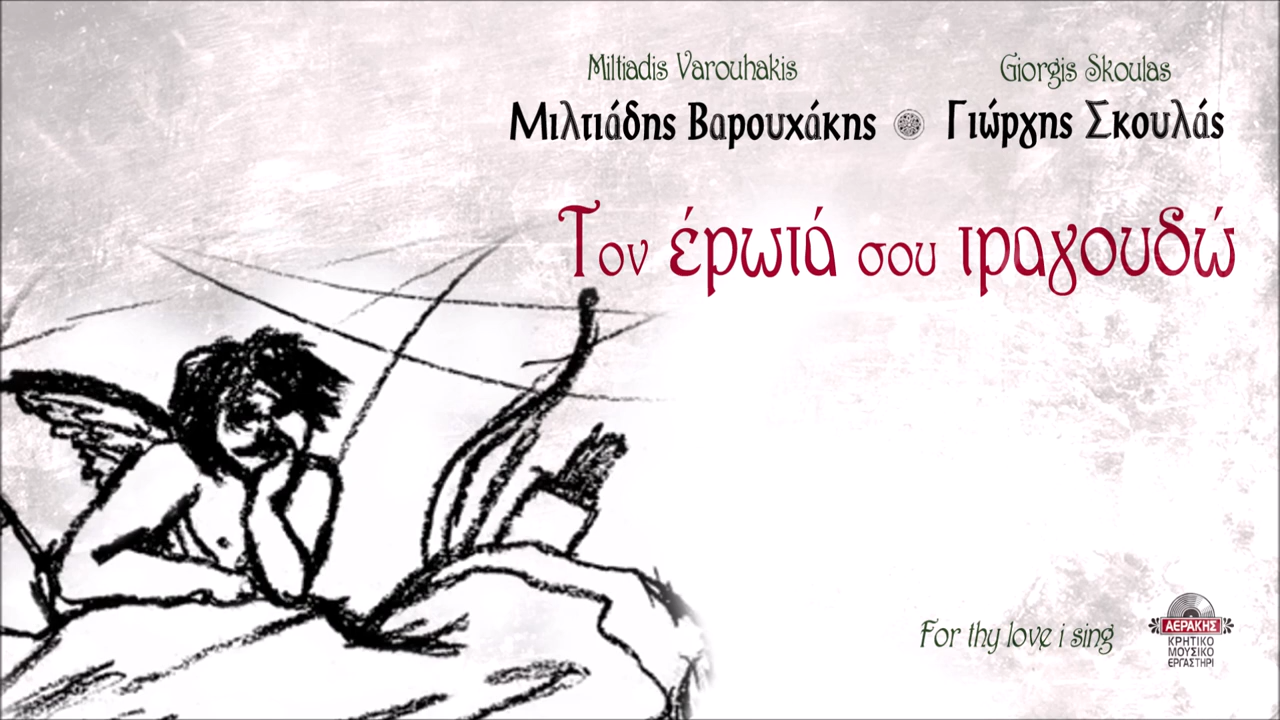 Miltiadis Varouhakis Giorgis Skoulas
Μιλτιάδης Βαρουχάκης Γιώργης Σκουλάς
Τον έρωτά σου τραγουδώ
For thy love i sing
ΑΕΡΑΚΗΣ
ΚΡΗΤΙΚΟ
ΜΟΥΣΙΚΟ
ΕΡΓΑΣΤΗΡΙ